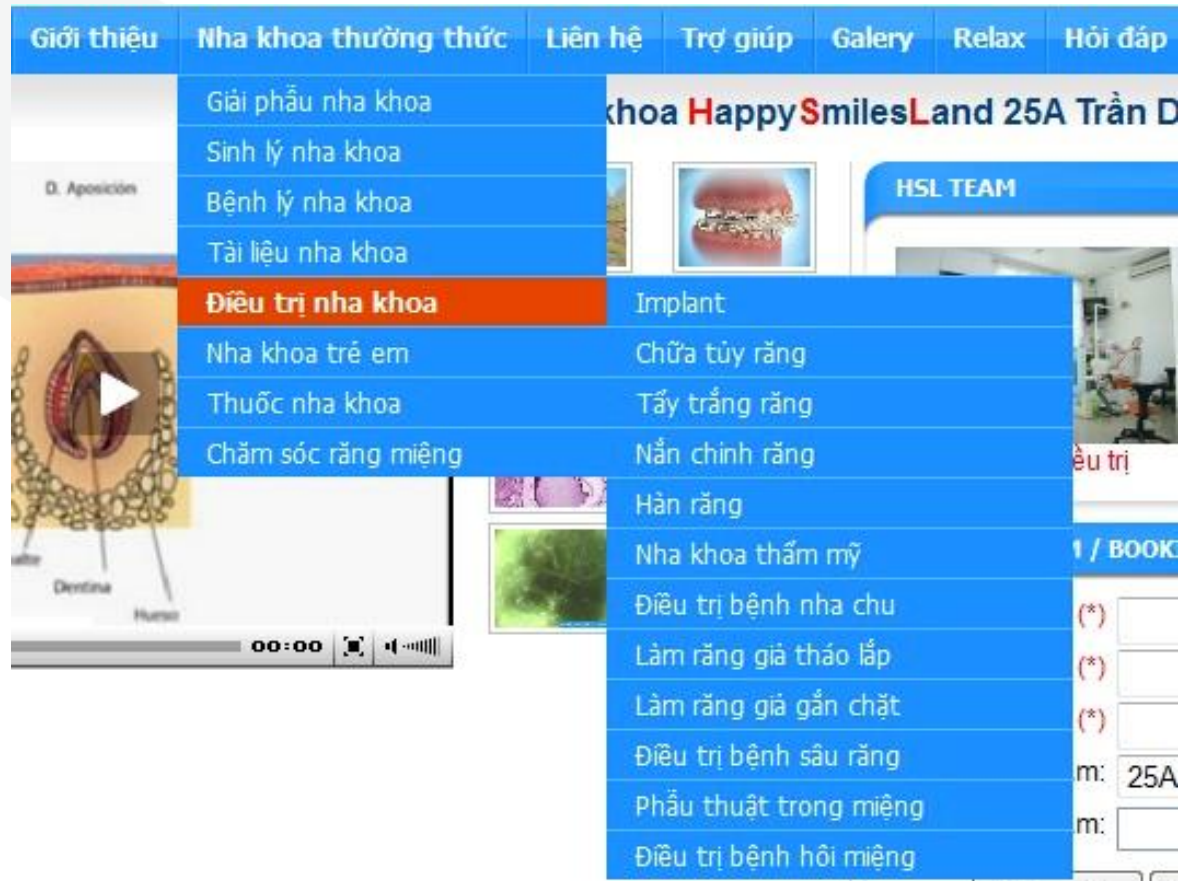 Giới thiệu Nha khoa thường thức Liên hệ Trợ giúp Galery Relax Hỏi đáp
Giải phẫu nha khoa
khoa HappySmilesLand 25A Trần
Sinh lý nha khoa
D. Aposición
HSL TEAM
Bệnh lý nha khoa
Tài liệu nha khoa
Điều trị nha khoa
Implant
Nha khoa trẻ em
Chữa tủy răng
Thuốc nha khoa
Tẩy trắng răng
Chăm sóc răng miệng
Nắn chỉnh răng
trị
Hàn răng
Nha khoa thẩm mỹ
/ BOOK
Dentina
Điều trị bệnh nha chu
(*)
Hueso
00:00
Làm răng giả tháo lắp
(*)
Làm răng giả gắn chặt
(*)
Điều trị bệnh sâu răng
m: 25A
Phẫu thuật trong miệng
m:
Điều trị bệnh hôi miệng